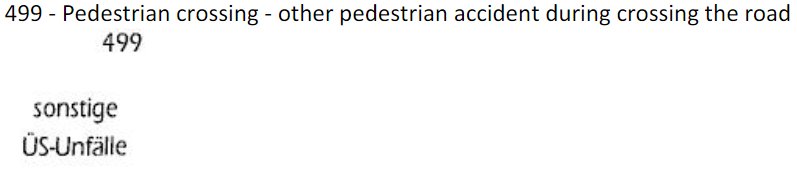 499 - Pedestrian crossing - other pedestrian accident during crossing the road
499
sonstige
ÜS-Unfälle